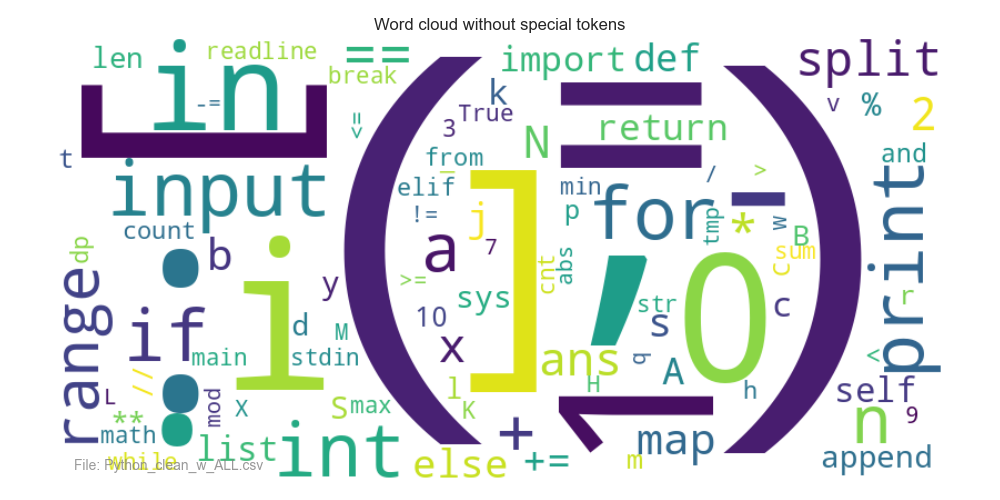 Word cloud without special tokens
len
readline
==
import
def
split
in
break
[
-=
(
=
)
k
True
v
%
2
<=
3
N
return
t
from
and
input
_
elif
min
/
>
print
]
for
-
count
!=
j
p
tmp
*
w
B
dp
b
a
7
abs
sum
:
i
y
>=
cnt
,
0
C
range
sys
str
c
r
if
d
M
10
x
s
main
stdin
ans
q
A
<
//
H
h
self
L
mod
X
S
max
l
K
1
n
9
**
.
math
list
int
+
map
while
else
+=
m
append
File: Python_clean_w_ALL.csv